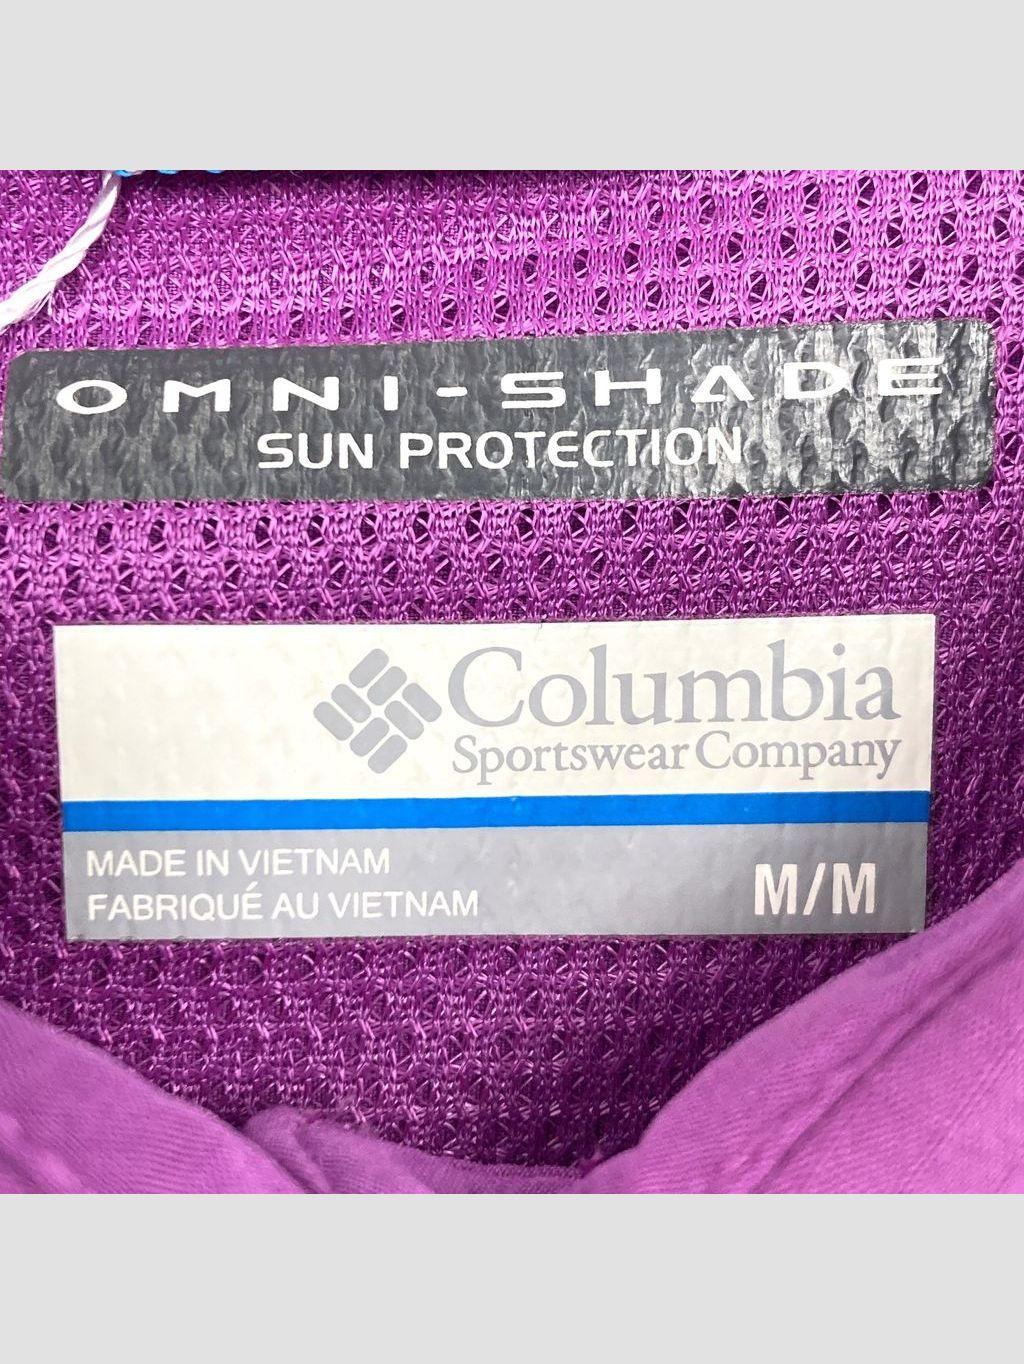 OMNI-SHADE
SUN PROTECTION
Columbia
Sportswear Company
MADE IN VIETNAM
FABRIQUÉ AU VIETNAM
M/M